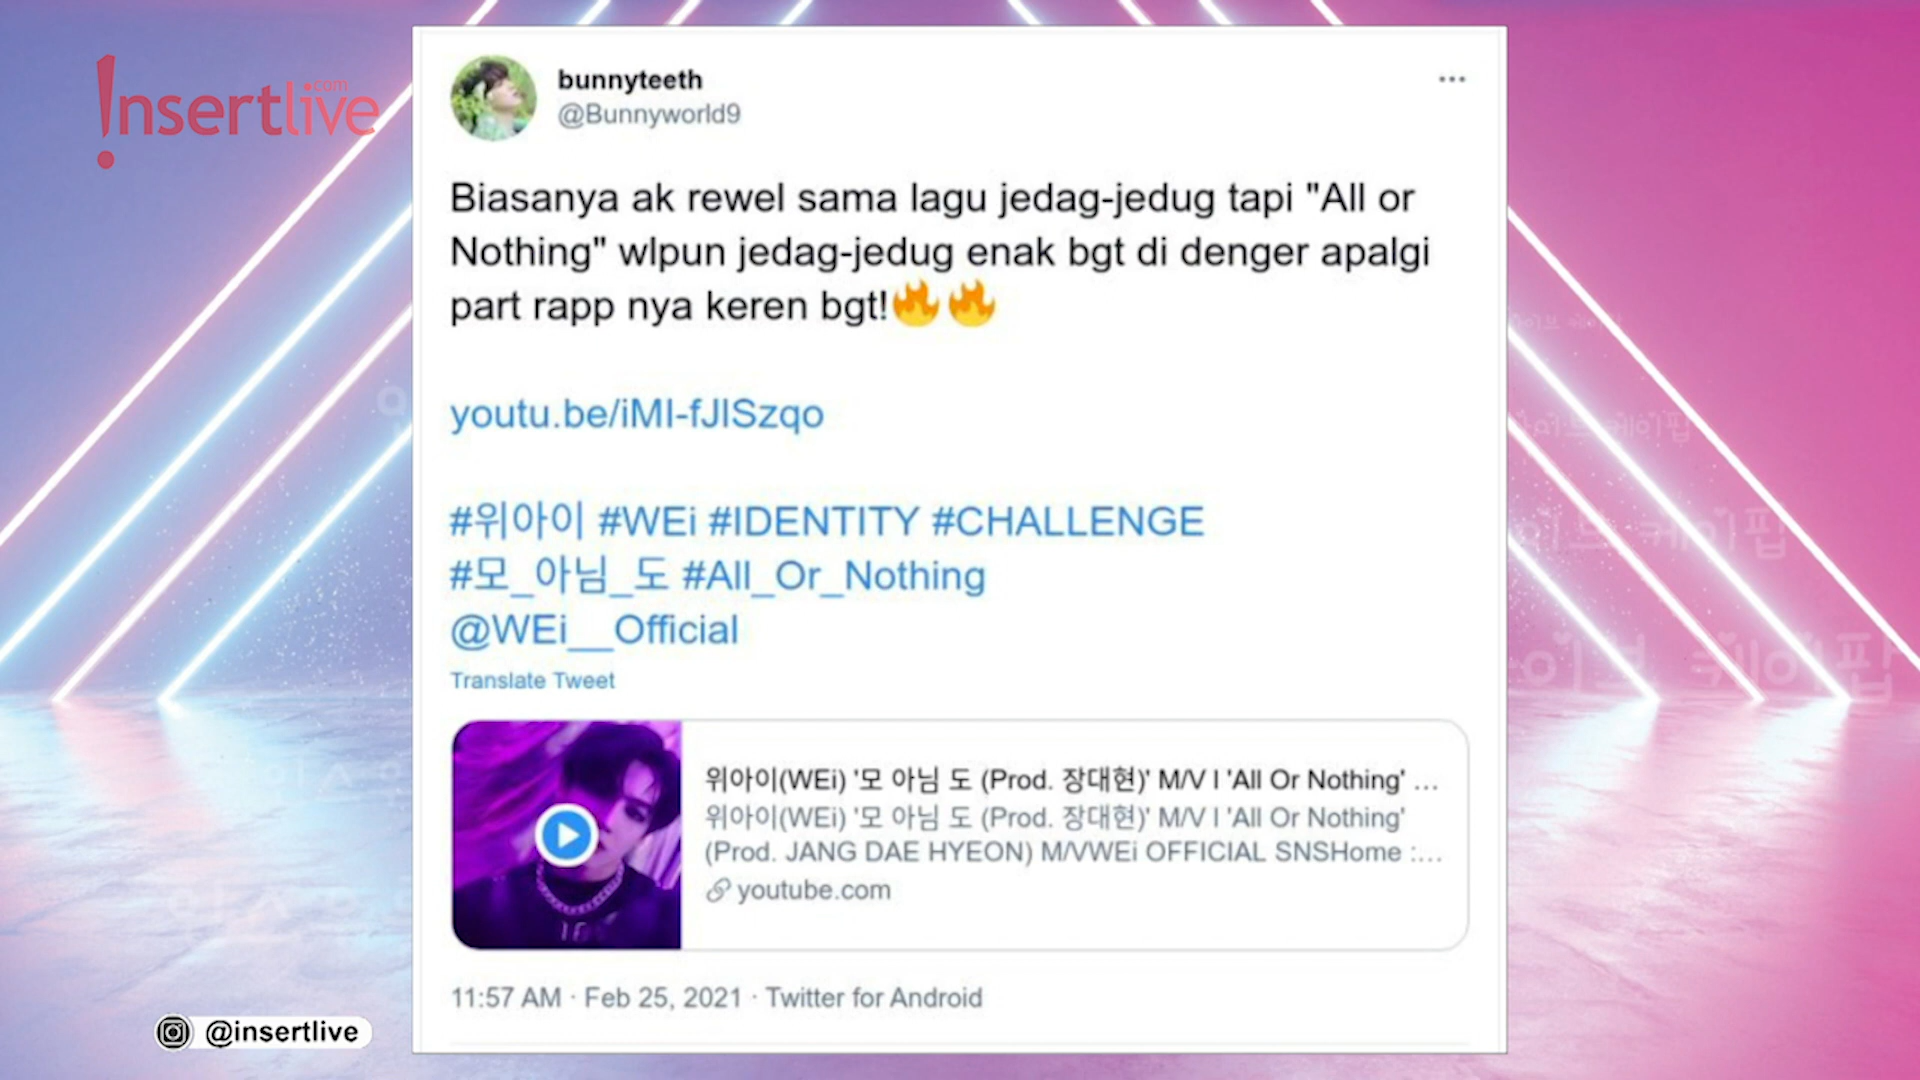 Insertlive.com
bunnyteeth
@Bunnyworld9
Biasanya ak rewel sama lagu jedag-jedug tapi "All or
Nothing" wlpun jedag-jedug enak bgt di denger apalgi
part rapp nya keren bgt!🔥🔥
youtu.be/iMI-fJISzqo
#위아이 #WEi #IDENTITY #CHALLENGE
#모_아님_도 #All_Or_Nothing
@WEi__Official
Translate Tweet
위아이(WEi) '모 아님 도 (Prod. 장대현)' M/V l 'All Or Nothing' ...
위아이(WEi) '모 아님 도 (Prod. 장대현)' M/V l 'All Or Nothing'
(Prod. JANG DAE HYEON) M/VWEi OFFICIAL SNSHome :...
youtube.com
11:57 AM · Feb 25, 2021 · Twitter for Android
@insertlive